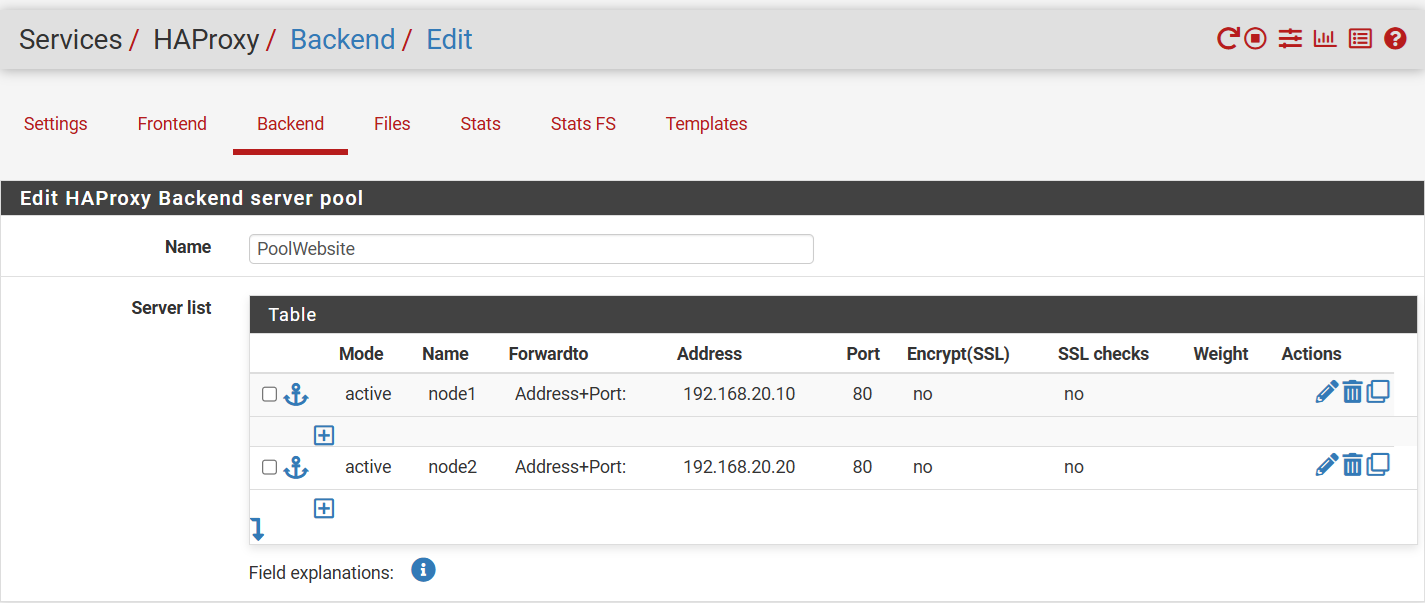 Services / HAProxy / Backend / Edit
Settings Frontend Backend Files Stats Stats FS Templates
Edit HAProxy Backend server pool
Name PoolWebsite
Server list
Table
Mode Name Forwardto Address Port Encrypt(SSL) SSL checks Weight Actions
active node1 Address+Port: 192.168.20.10 80 no no
active node2 Address+Port: 192.168.20.20 80 no no
Field explanations: